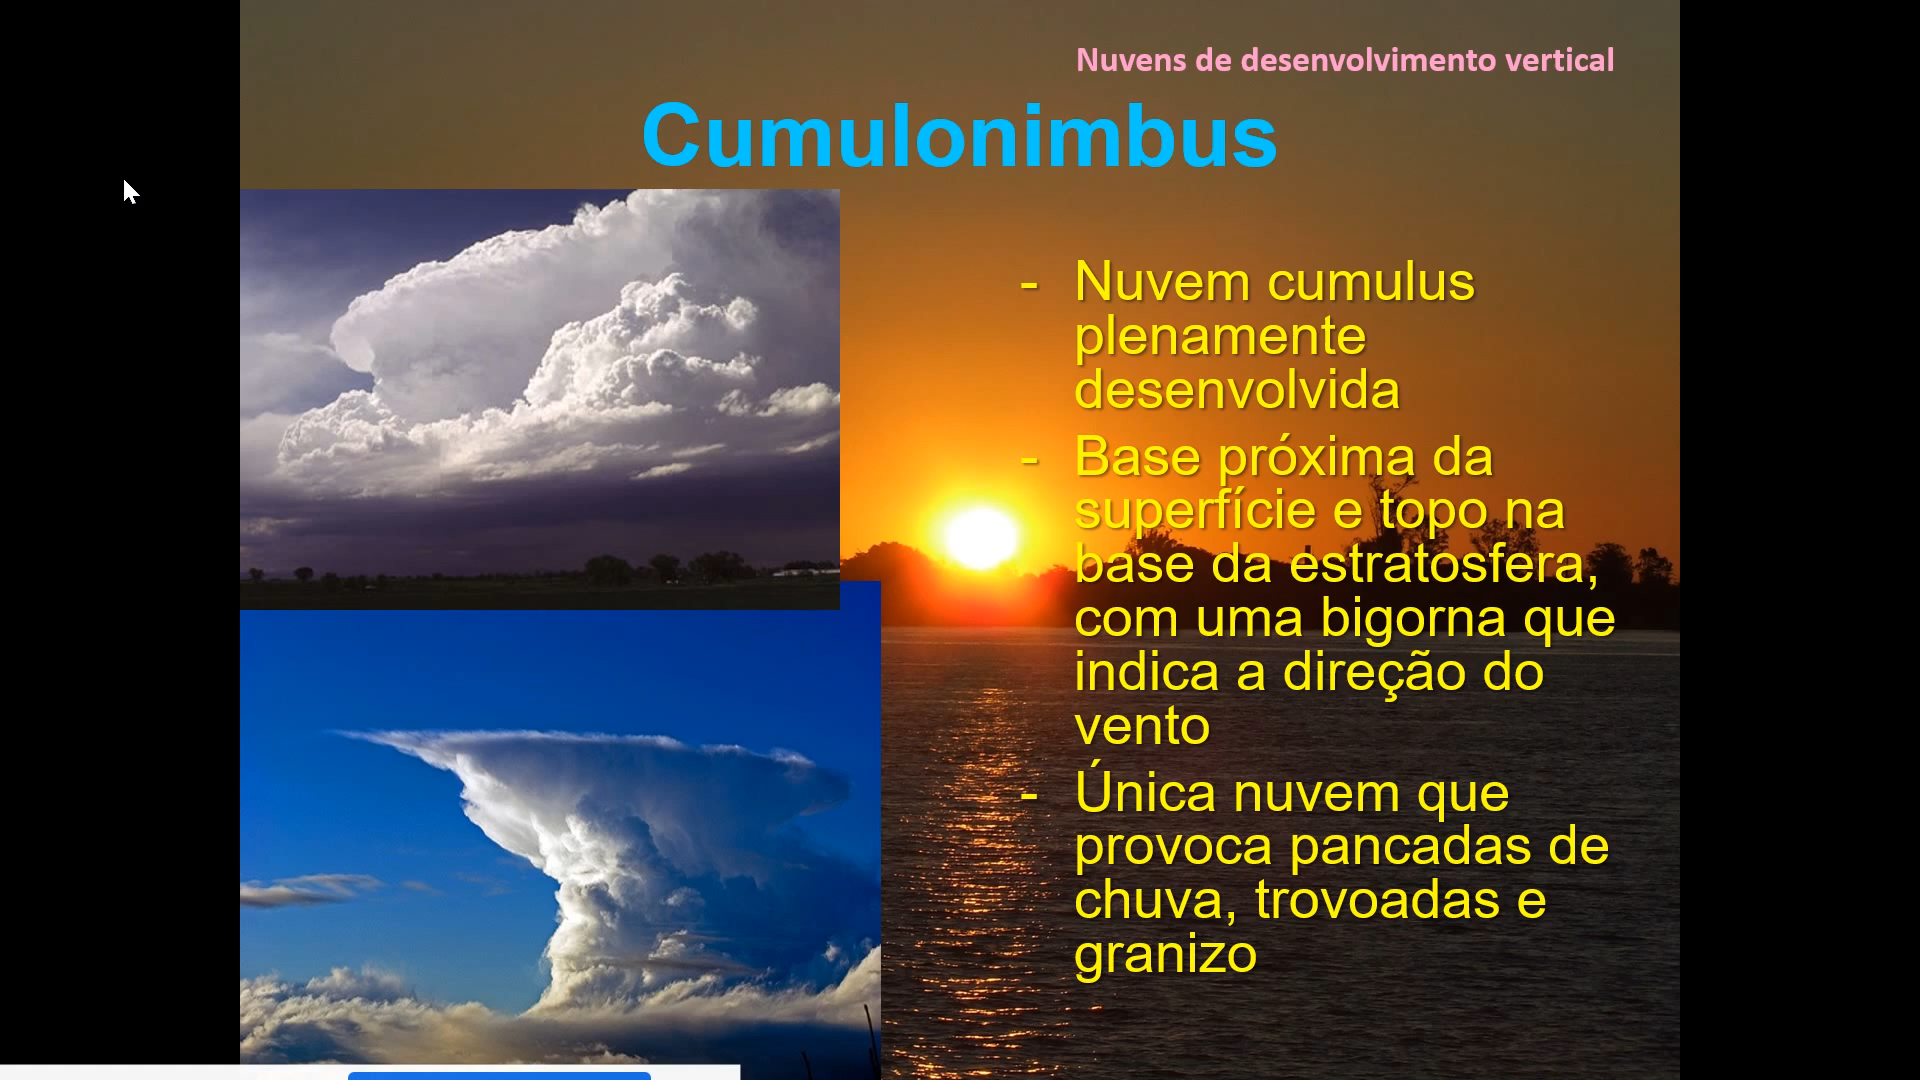 Nuvens de desenvolvimento vertical
Cumulonimbus
- Nuvem cumulus
plenamente
desenvolvida
- Base próxima da
superfície e topo na
base da estratosfera,
com uma bigorna que
indica a direção do
vento
- Única nuvem que
provoca pancadas de
chuva, trovoadas e
granizo